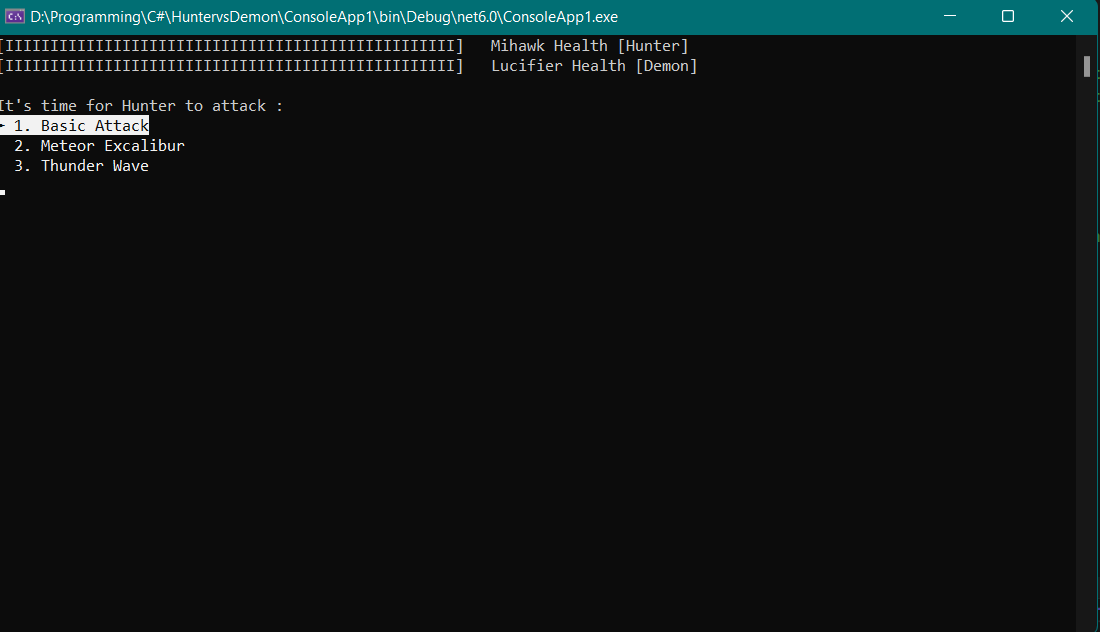 D:\Programming\C#\HuntervsDemon\ConsoleApp1\bin\Debug\net6.0\ConsoleApp1.exe
[IIIIIIIIIIIIIIIIIIIIIIIIIIIIIIIIIIIIIIIIIIIIIIIIII] Mihawk Health [Hunter]
[IIIIIIIIIIIIIIIIIIIIIIIIIIIIIIIIIIIIIIIIIIIIIIIIII] Lucifier Health [Demon]
It's time for Hunter to attack :
► 1. Basic Attack
2. Meteor Excalibur
3. Thunder Wave